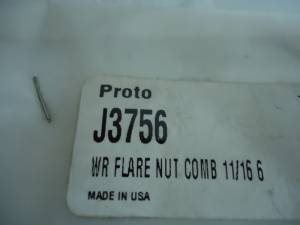 Proto
J3756
WR FLARE NUT COMB 11/16 6
MADE IN USA